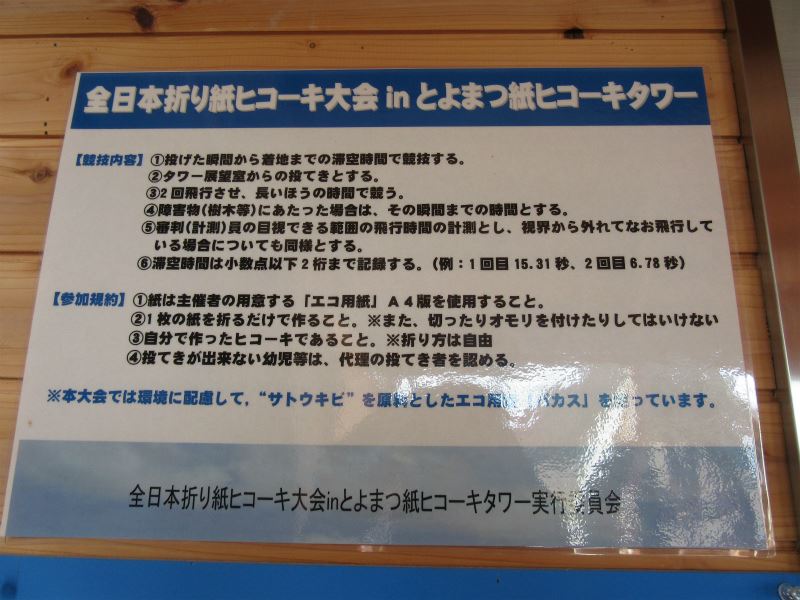 全日本折り紙ヒコーキ大会 in とよまつ紙ヒコーキタワー
【競技内容】①投げた瞬間から着地までの滞空時間で競技する。
②タワー展望室からの投てきとする。
③2回飛行させ、長いほうの時間で競う。
④障害物(樹木等)にあたった場合は、その瞬間までの時間とする。
⑤審判(計測)員の目視できる範囲の飛行時間の計測とし、視界から外れてなお飛行して
いる場合についても同様とする。
⑥滞空時間は小数点以下2桁まで記録する。(例:1回目15.31秒、2回目6.78秒)
【参加規約】①紙は主催者の用意する「エコ用紙」A4版を使用すること。
②1枚の紙を折るだけで作ること。※また、切ったりオモリを付けたりしてはいけない
③自分で作ったヒコーキであること。※折り方は自由
④投てきが出来ない幼児等は、代理の投てき者を認める。
※本大会では環境に配慮して,“サトウキビ”を原料としたエコ用紙「バガス」を使っています。
全日本折り紙ヒコーキ大会inとよまつ紙ヒコーキタワー実行委員会